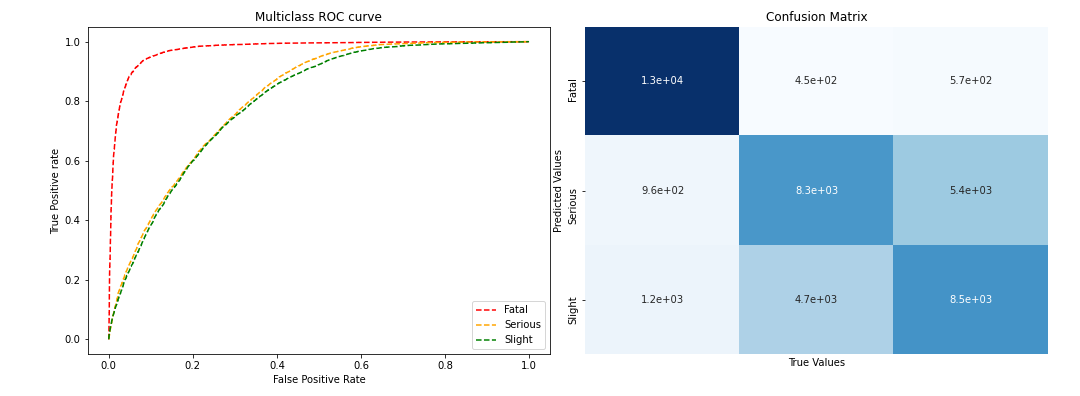 Multiclass ROC curve
True Positive rate
1.0
0.8
0.6
0.4
0.2
0.0
0.0 0.2 0.4 0.6 0.8 1.0
False Positive Rate
Fatal
Serious
Slight
Confusion Matrix
Predicted Values
Fatal
Serious
Slight
1.3e+04 4.5e+02 5.7e+02
9.6e+02 8.3e+03 5.4e+03
1.2e+03 4.7e+03 8.5e+03
True Values